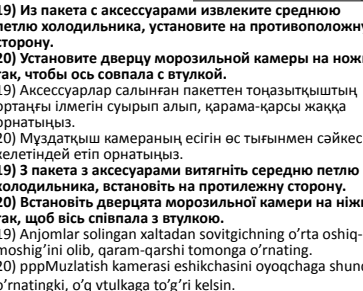 19) Из пакета с аксессуарами извлеките среднюю
петлю холодильника, установите на противоположную
сторону.
20) Установите дверцу морозильной камеры на ножку
так, чтобы ось совпала с втулкой.
19) Аксессуарлар салынған пакеттен тоңазытқыштың
ортаңғы ілмегін суырып алып, қарама-қарсы жаққа
орнатыңыз.
20) Мұздатқыш камераның есігін өс тығынмен сәйкес
келетіндей етіп орнатыңыз.
19) З пакета з аксесуарами витягніть середню петлю
холодильника, встановіть на протилежну сторону.
20) Встановіть дверцята морозильної камери на ніжку
так, щоб вісь співпала з втулкою.
19) Anjomlar solingan xaltadan sovitgichning o’rta oshiq-
moshig’ini olib, qaram-qarshi tomonga o’rnating.
20) pppMuzlatish kamerasi eshikchasini oyoqchaga shunday
o’rnatingki, o’q vtulkaga to’g’ri kelsin.